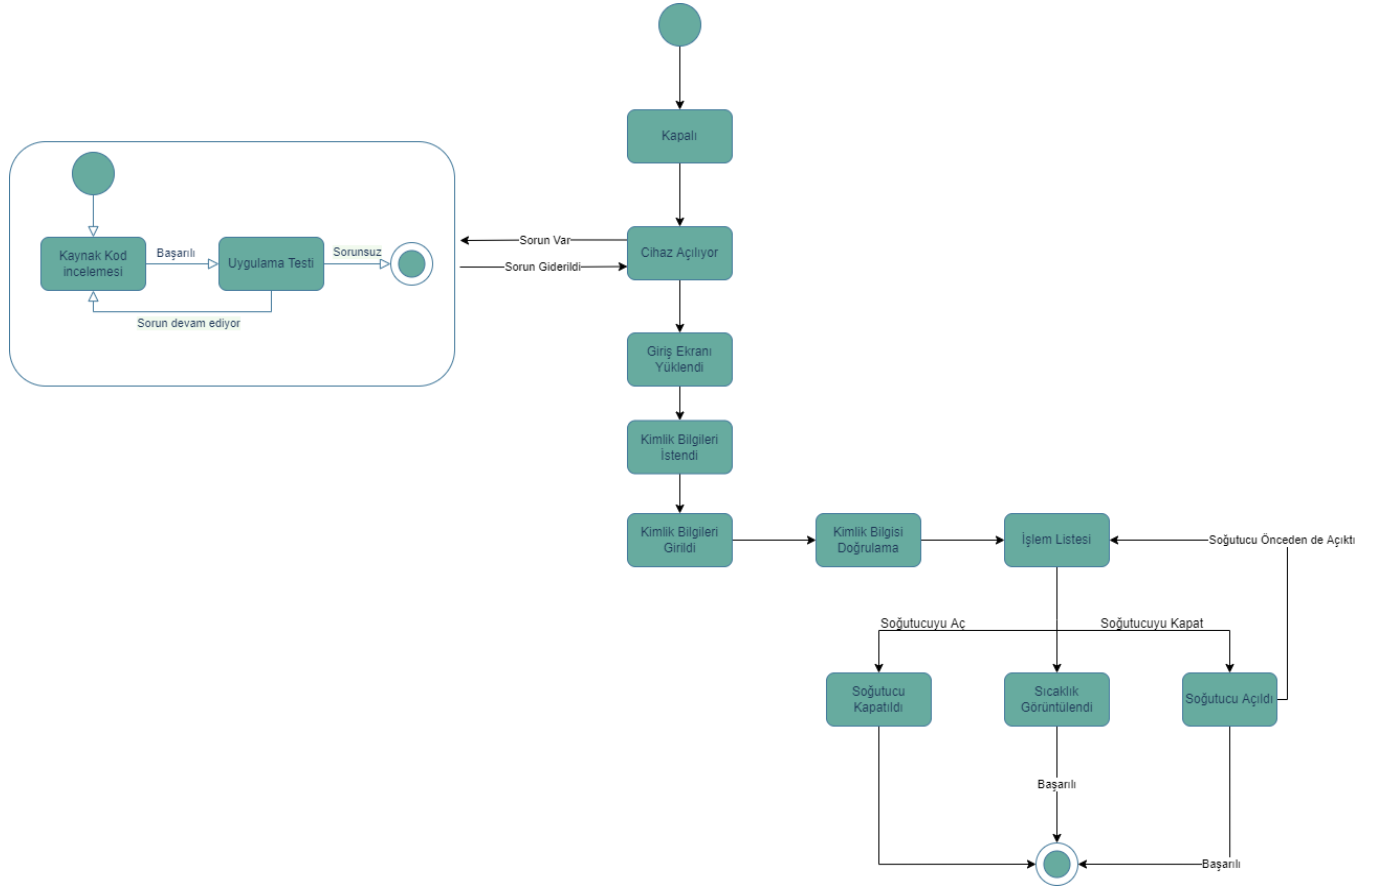 Kapalı
Cihaz Açılıyor
Sorun Var
Sorun Giderildi
Kaynak Kod
incelemesi
Başarılı
Uygulama Testi
Sorunsuz
Sorun devam ediyor
Giriş Ekranı
Yüklendi
Kimlik Bilgileri
İstendi
Kimlik Bilgileri
Girildi
Kimlik Bilgisi
Doğrulama
İşlem Listesi
Soğutucu Önceden de Açıktı
Soğutucuyu Aç
Soğutucuyu Kapat
Soğutucu
Kapatıldı
Sıcaklık
Görüntülendi
Soğutucu Açıldı
Başarılı
Başarılı